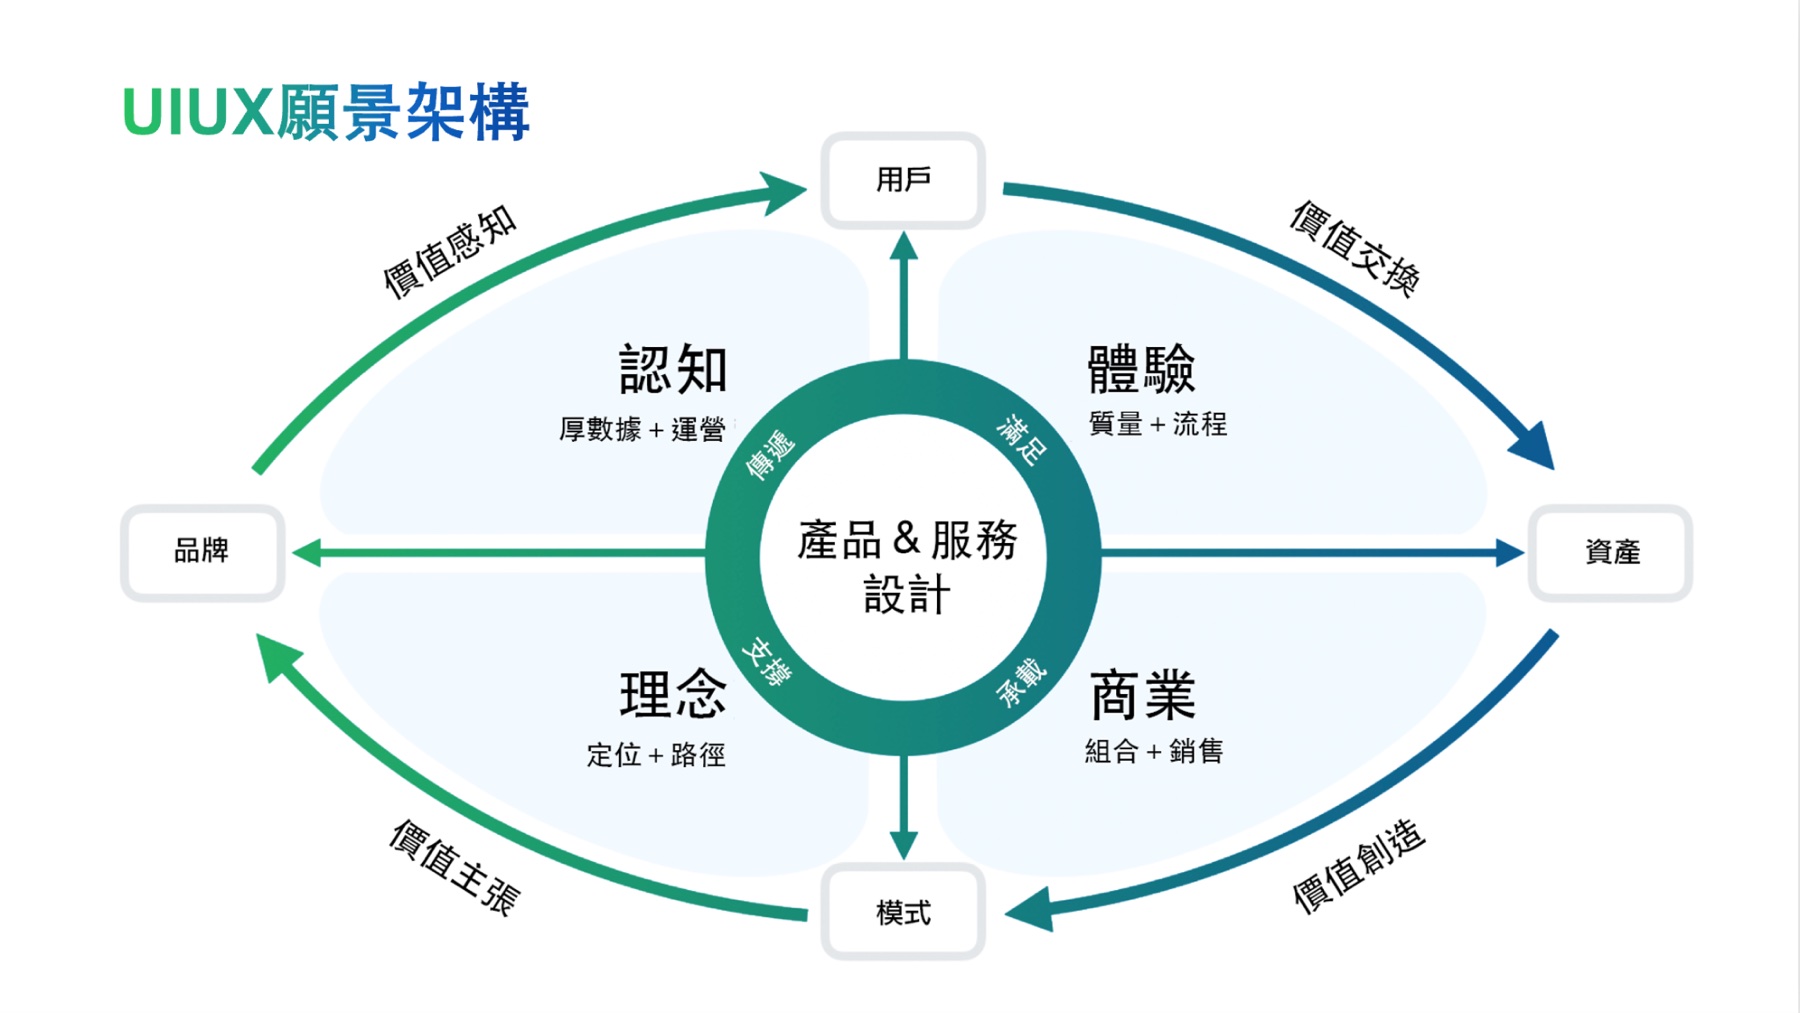 UIUX願景架構
用戶
價值感知
價值交換
認知
厚數據+運營
體驗
質量+流程
傳遞
滿足
品牌
產品&服務
設計
資產
支撐
承載
理念
定位+路徑
商業
組合+銷售
價值主張
價值創造
模式